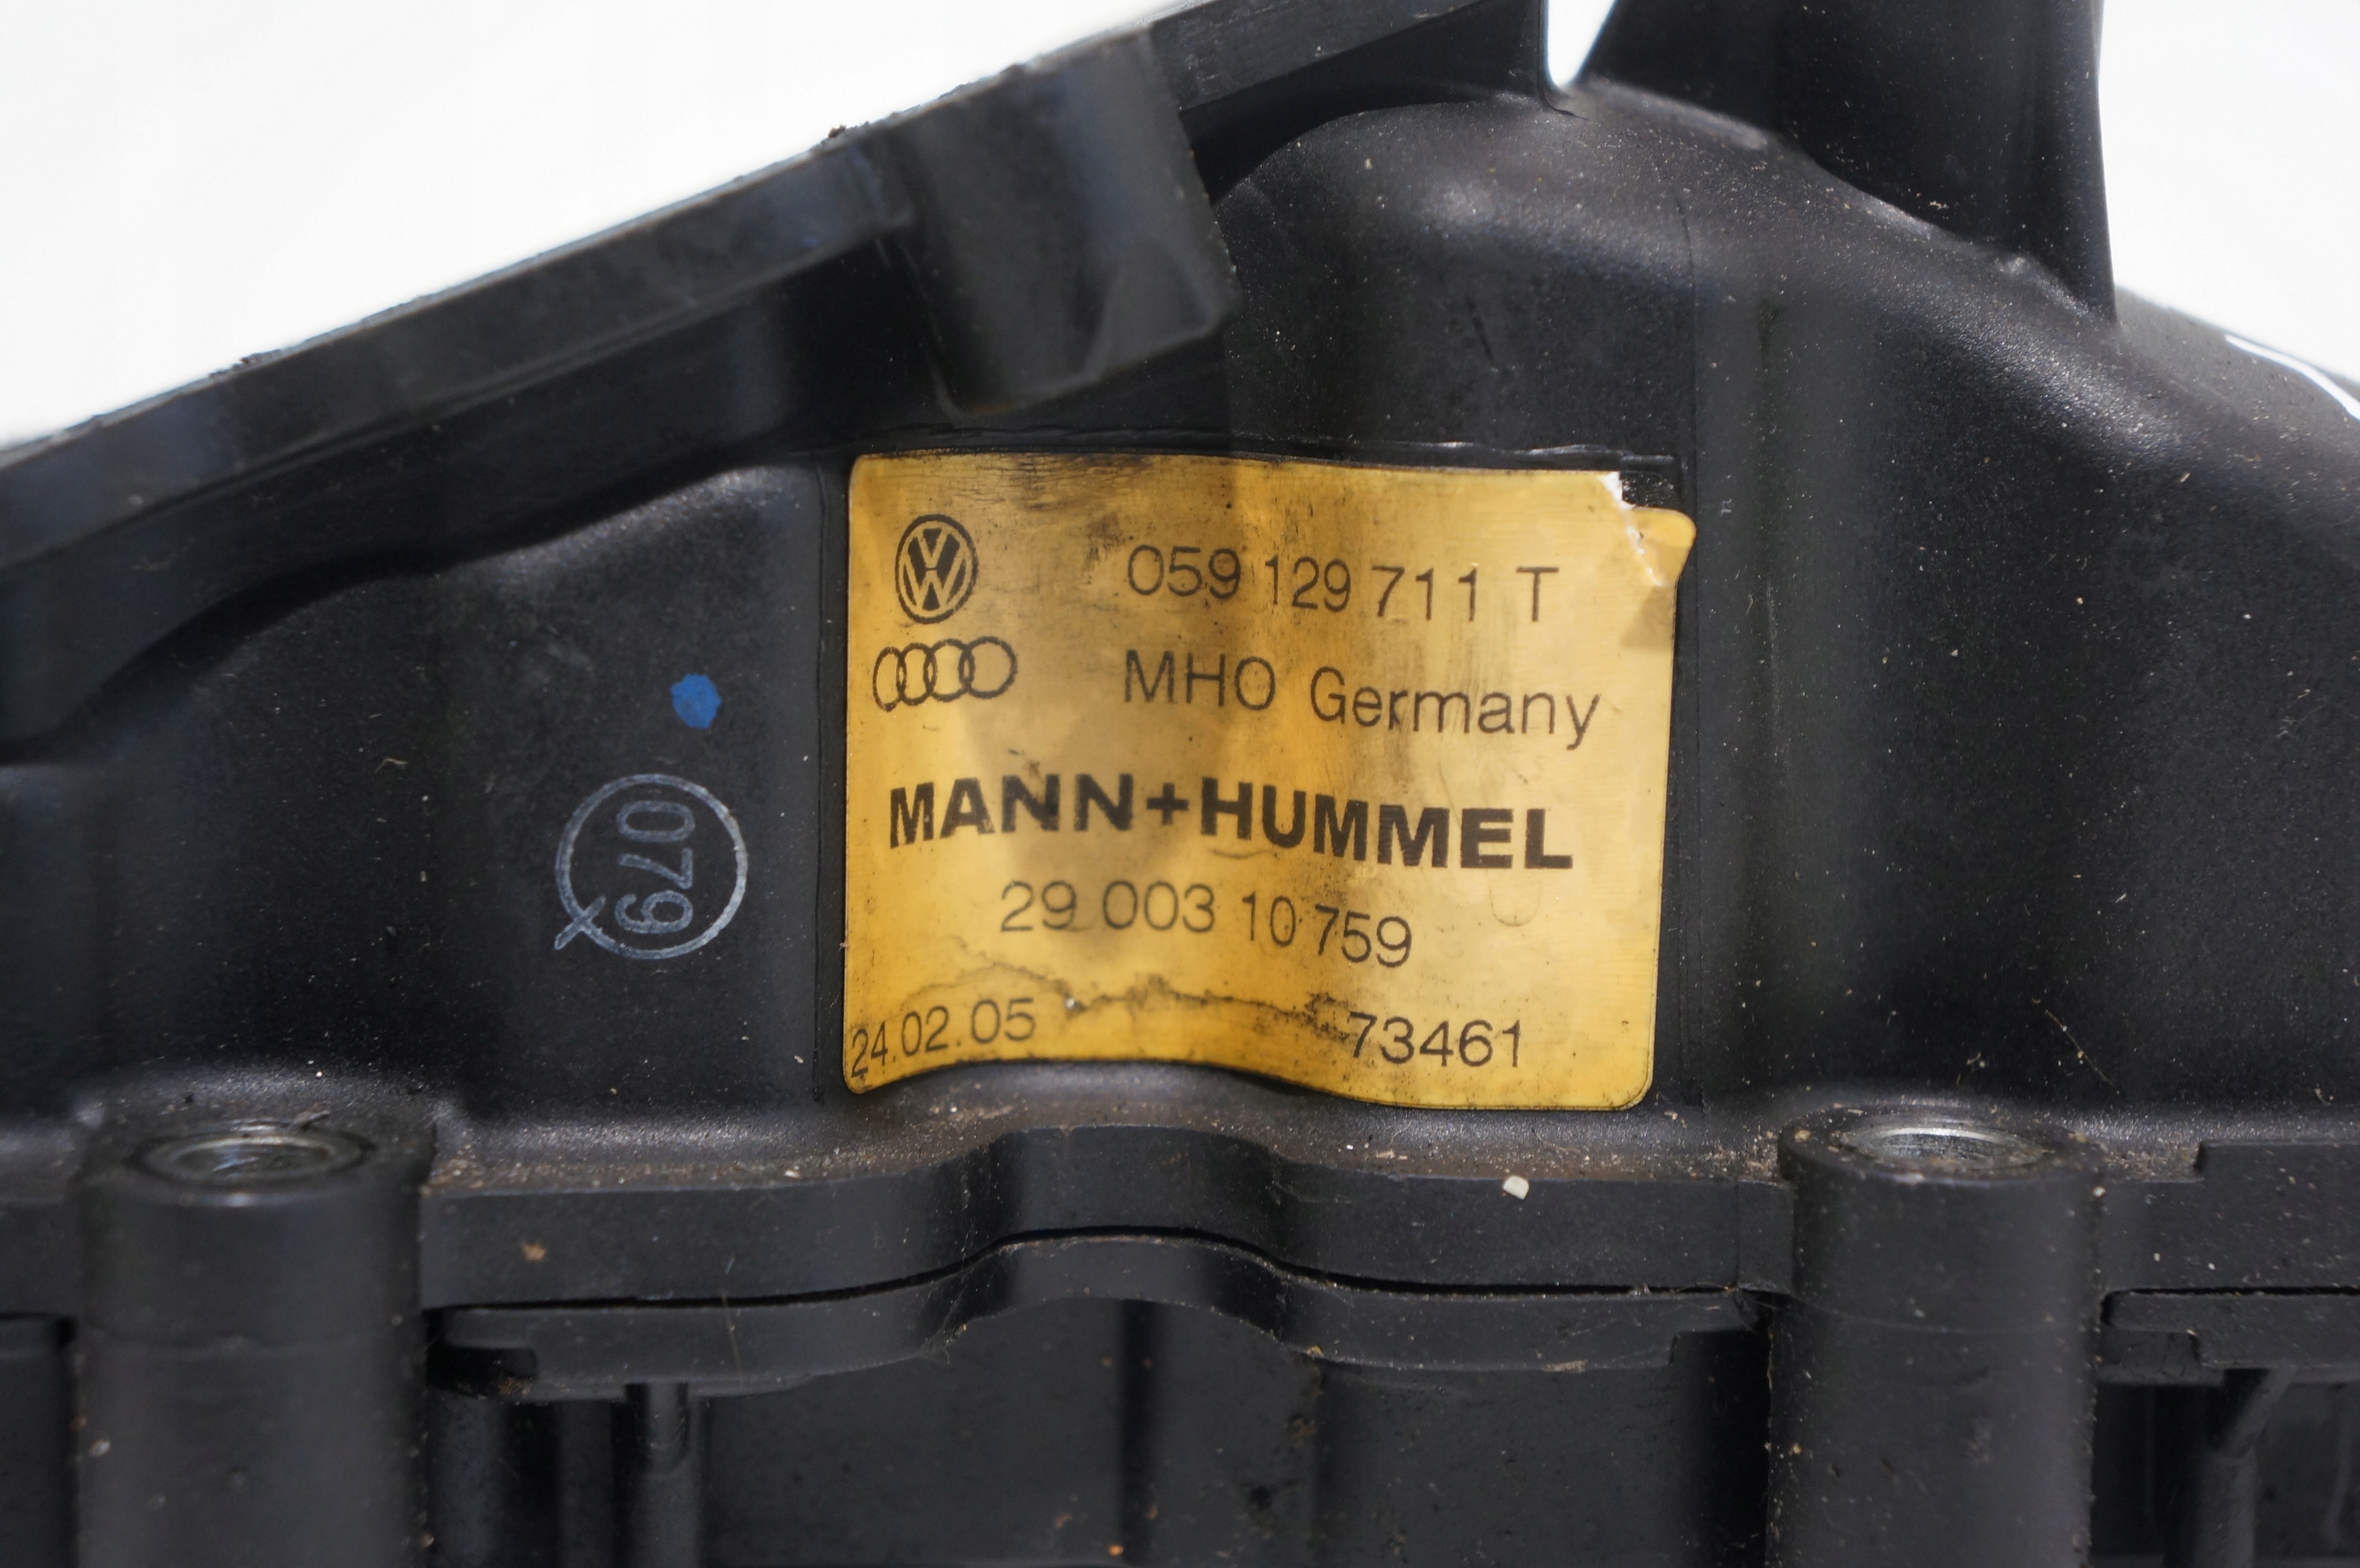 059 129 711 T
MHO Germany
MANN+HUMMEL
29 003 10 759
24.02.05 73461
079